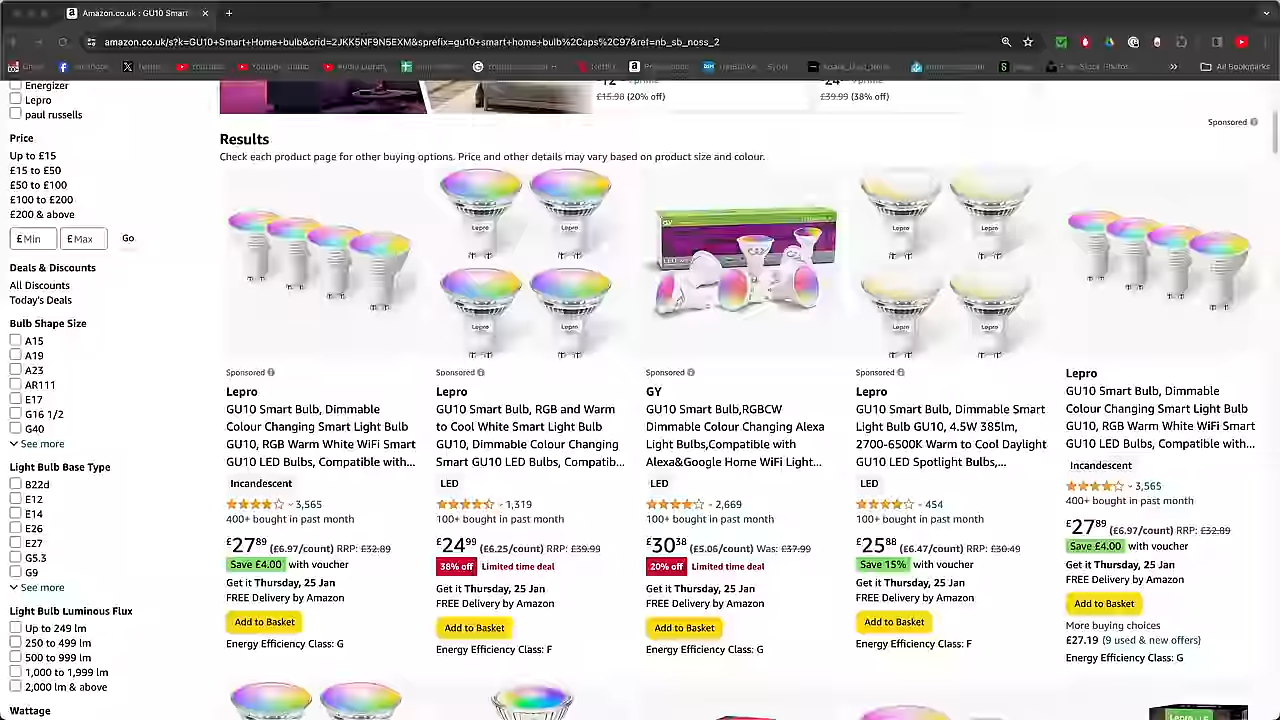 Amazon.co.uk : GU10 Smart
amazon.co.uk/s?k=GU10+Smart+Home+bulb&crid=2JKK5NF9N5EXM&sprefix=gu10+smart+home+bulb%2Caps%2C97&ref=nb_sb_noss_2
All Bookmarks
Energizer
Lepro
paul russells
Price
Up to £15
£15 to £50
£50 to £100
£100 to £200
£200 & above
£ Min
£ Max
Go
Deals & Discounts
All Discounts
Today's Deals
Bulb Shape Size
A15
A19
A23
AR111
E17
G16 1/2
G40
See more
Light Bulb Base Type
B22d
E12
E14
E26
E27
G5.3
G9
See more
Light Bulb Luminous Flux
Up to 249 lm
250 to 499 lm
500 to 999 lm
1,000 to 1,999 lm
2,000 lm & above
Wattage
£15.98 (20% off)
£39.99 (38% off)
Sponsored
Results
Check each product page for other buying options. Price and other details may vary based on product size and colour.
Sponsored
Lepro
GU10 Smart Bulb, Dimmable
Colour Changing Smart Light Bulb
GU10, RGB Warm White WiFi Smart
GU10 LED Bulbs, Compatible with...
Incandescent
3,565
400+ bought in past month
£27.89 (£6.97/count) RRP: £32.89
Save £4.00 with voucher
Get it Thursday, 25 Jan
FREE Delivery by Amazon
Add to Basket
Energy Efficiency Class: G
Lepro
Lepro
Lepro
Lepro
Sponsored
Lepro
GU10 Smart Bulb, RGB and Warm
to Cool White Smart Light Bulb
GU10, Dimmable Colour Changing
Smart GU10 LED Bulbs, Compatib...
LED
1,319
100+ bought in past month
£24.99 (£6.25/count) RRP: £39.99
38% off Limited time deal
Get it Thursday, 25 Jan
FREE Delivery by Amazon
Add to Basket
Energy Efficiency Class: F
GY
Sponsored
GY
GU10 Smart Bulb,RGBCW
Dimmable Colour Changing Alexa
Light Bulbs,Compatible with
Alexa&Google Home WiFi Light...
LED
2,669
100+ bought in past month
£30.38 (£5.06/count) Was: £37.99
20% off Limited time deal
Get it Thursday, 25 Jan
FREE Delivery by Amazon
Add to Basket
Energy Efficiency Class: G
Lepro
Lepro
Lepro
Lepro
Sponsored
Lepro
GU10 Smart Bulb, Dimmable Smart
Light Bulb GU10, 4.5W 385lm,
2700-6500K Warm to Cool Daylight
GU10 LED Spotlight Bulbs,...
LED
454
100+ bought in past month
£25.88 (£6.47/count) RRP: £30.49
Save 15% with voucher
Get it Thursday, 25 Jan
FREE Delivery by Amazon
Add to Basket
Energy Efficiency Class: F
Lepro
GU10 Smart Bulb, Dimmable
Colour Changing Smart Light Bulb
GU10, RGB Warm White WiFi Smart
GU10 LED Bulbs, Compatible with...
Incandescent
3,565
400+ bought in past month
£27.89 (£6.97/count) RRP: £32.89
Save £4.00 with voucher
Get it Thursday, 25 Jan
FREE Delivery by Amazon
Add to Basket
More buying choices
£27.19 (9 used & new offers)
Energy Efficiency Class: G